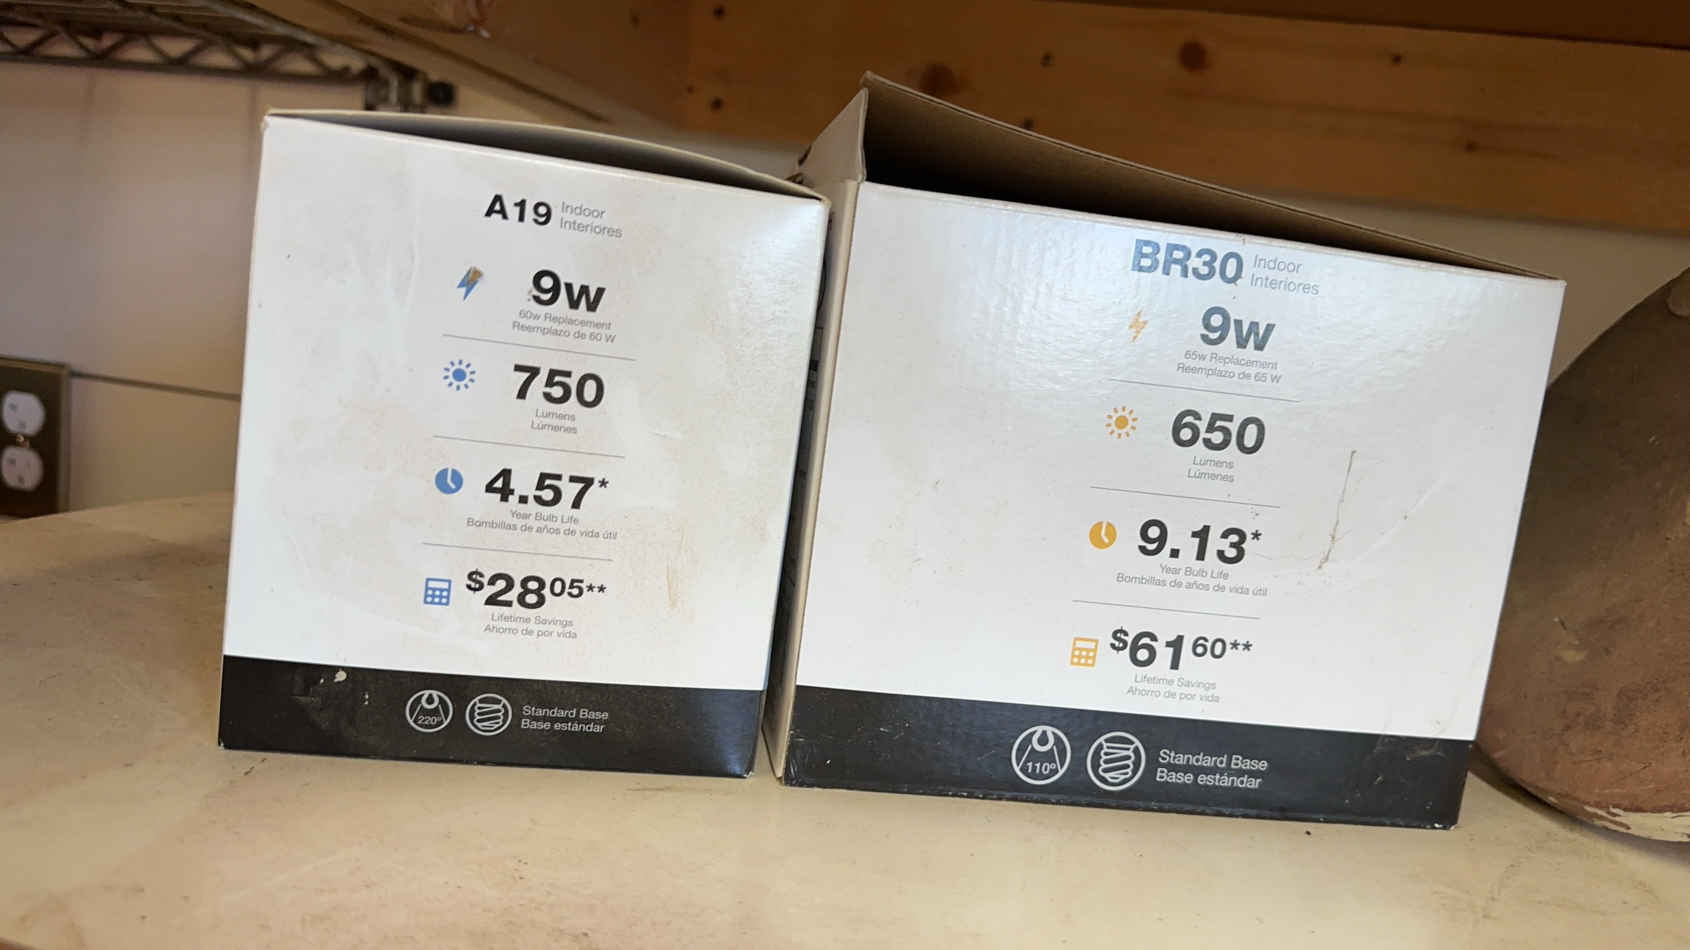 A19 Indoor
Interiores
9w
60w Replacement
Reemplazo de 60 W
750
Lumens
Lúmenes
4.57*
Year Bulb Life
Bombillas de años de vida útil
$28 05**
Lifetime Savings
Ahorro de por vida
220°
Standard Base
Base estándar
BR30 Indoor
Interiores
9w
65w Replacement
Reemplazo de 65 W
650
Lumens
Lúmenes
9.13*
Year Bulb Life
Bombillas de años de vida útil
$61 60**
Lifetime Savings
Ahorro de por vida
110°
Standard Base
Base estándar